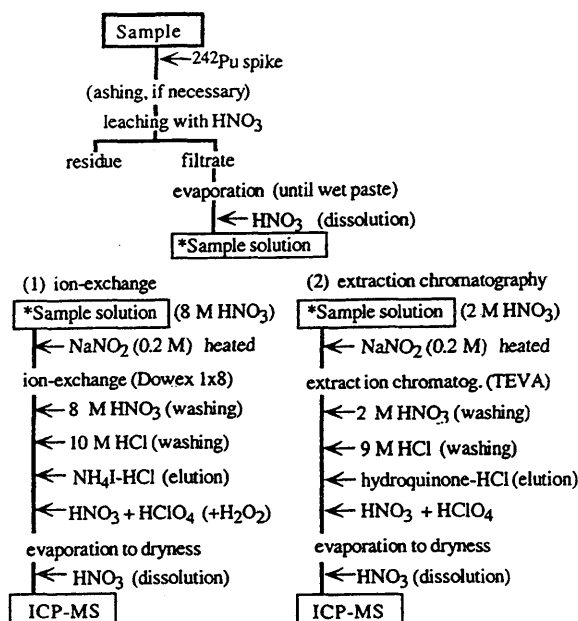 Sample
²⁴²Pu spike
(ashing, if necessary)
leaching with HNO₃
residue filtrate
evaporation (until wet paste)
HNO₃ (dissolution)
*Sample solution
(1) ion-exchange
*Sample solution (8 M HNO₃)
NaNO₂ (0.2 M) heated
ion-exchange (Dowex 1x8)
8 M HNO₃ (washing)
10 M HCl (washing)
NH₄I-HCl (elution)
HNO₃ + HClO₄ (+H₂O₂)
evaporation to dryness
HNO₃ (dissolution)
ICP-MS
(2) extraction chromatography
*Sample solution (2 M HNO₃)
NaNO₂ (0.2 M) heated
extract ion chromatog. (TEVA)
2 M HNO₃ (washing)
9 M HCl (washing)
hydroquinone-HCl (elution)
HNO₃ + HClO₄
evaporation to dryness
HNO₃ (dissolution)
ICP-MS